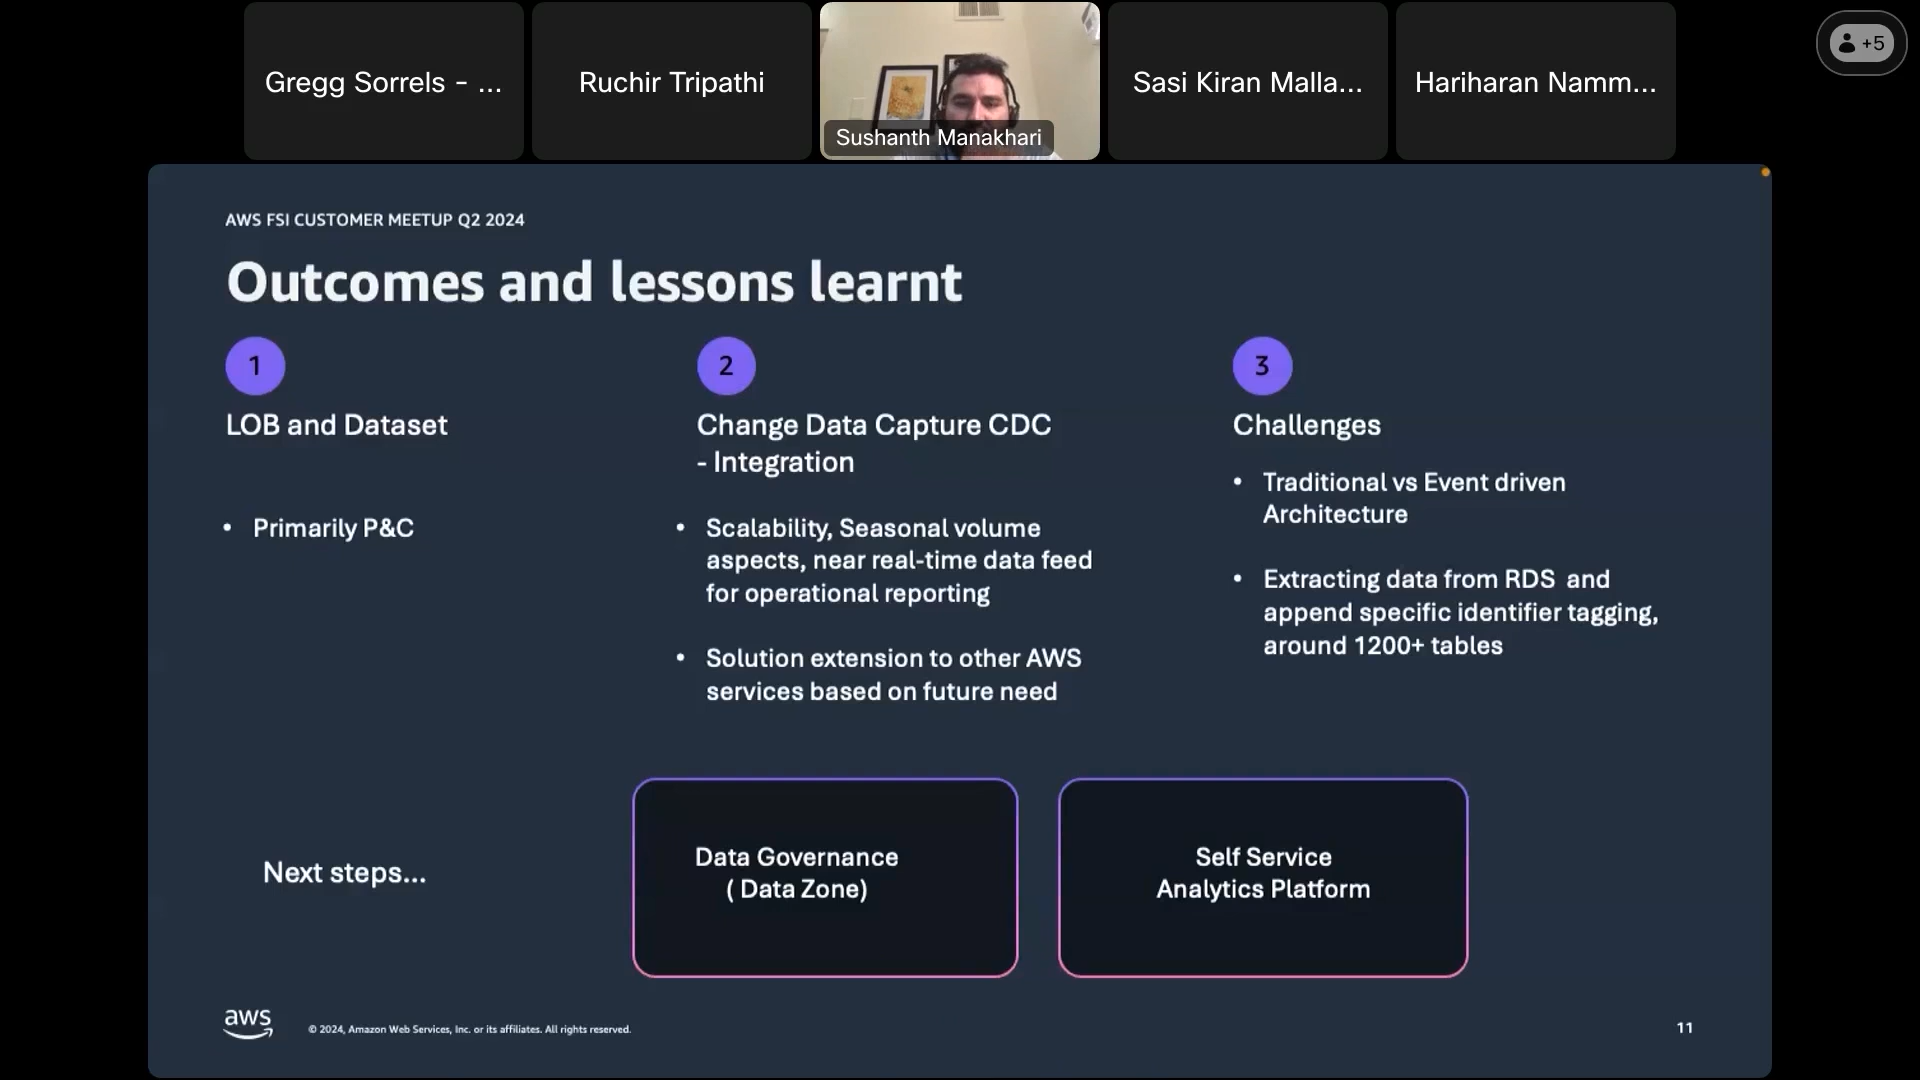 Gregg Sorrels - ...
Ruchir Tripathi
Sushanth Manakhari
Sasi Kiran Malla...
Hariharan Namm...
+5
AWS FSI CUSTOMER MEETUP Q2 2024
Outcomes and lessons learnt
1
LOB and Dataset
• Primarily P&C
2
Change Data Capture CDC
- Integration
• Scalability, Seasonal volume
aspects, near real-time data feed
for operational reporting
• Solution extension to other AWS
services based on future need
3
Challenges
• Traditional vs Event driven
Architecture
• Extracting data from RDS and
append specific identifier tagging,
around 1200+ tables
Next steps...
Data Governance
( Data Zone)
Self Service
Analytics Platform
aws
© 2024, Amazon Web Services, Inc. or its affiliates. All rights reserved.
11